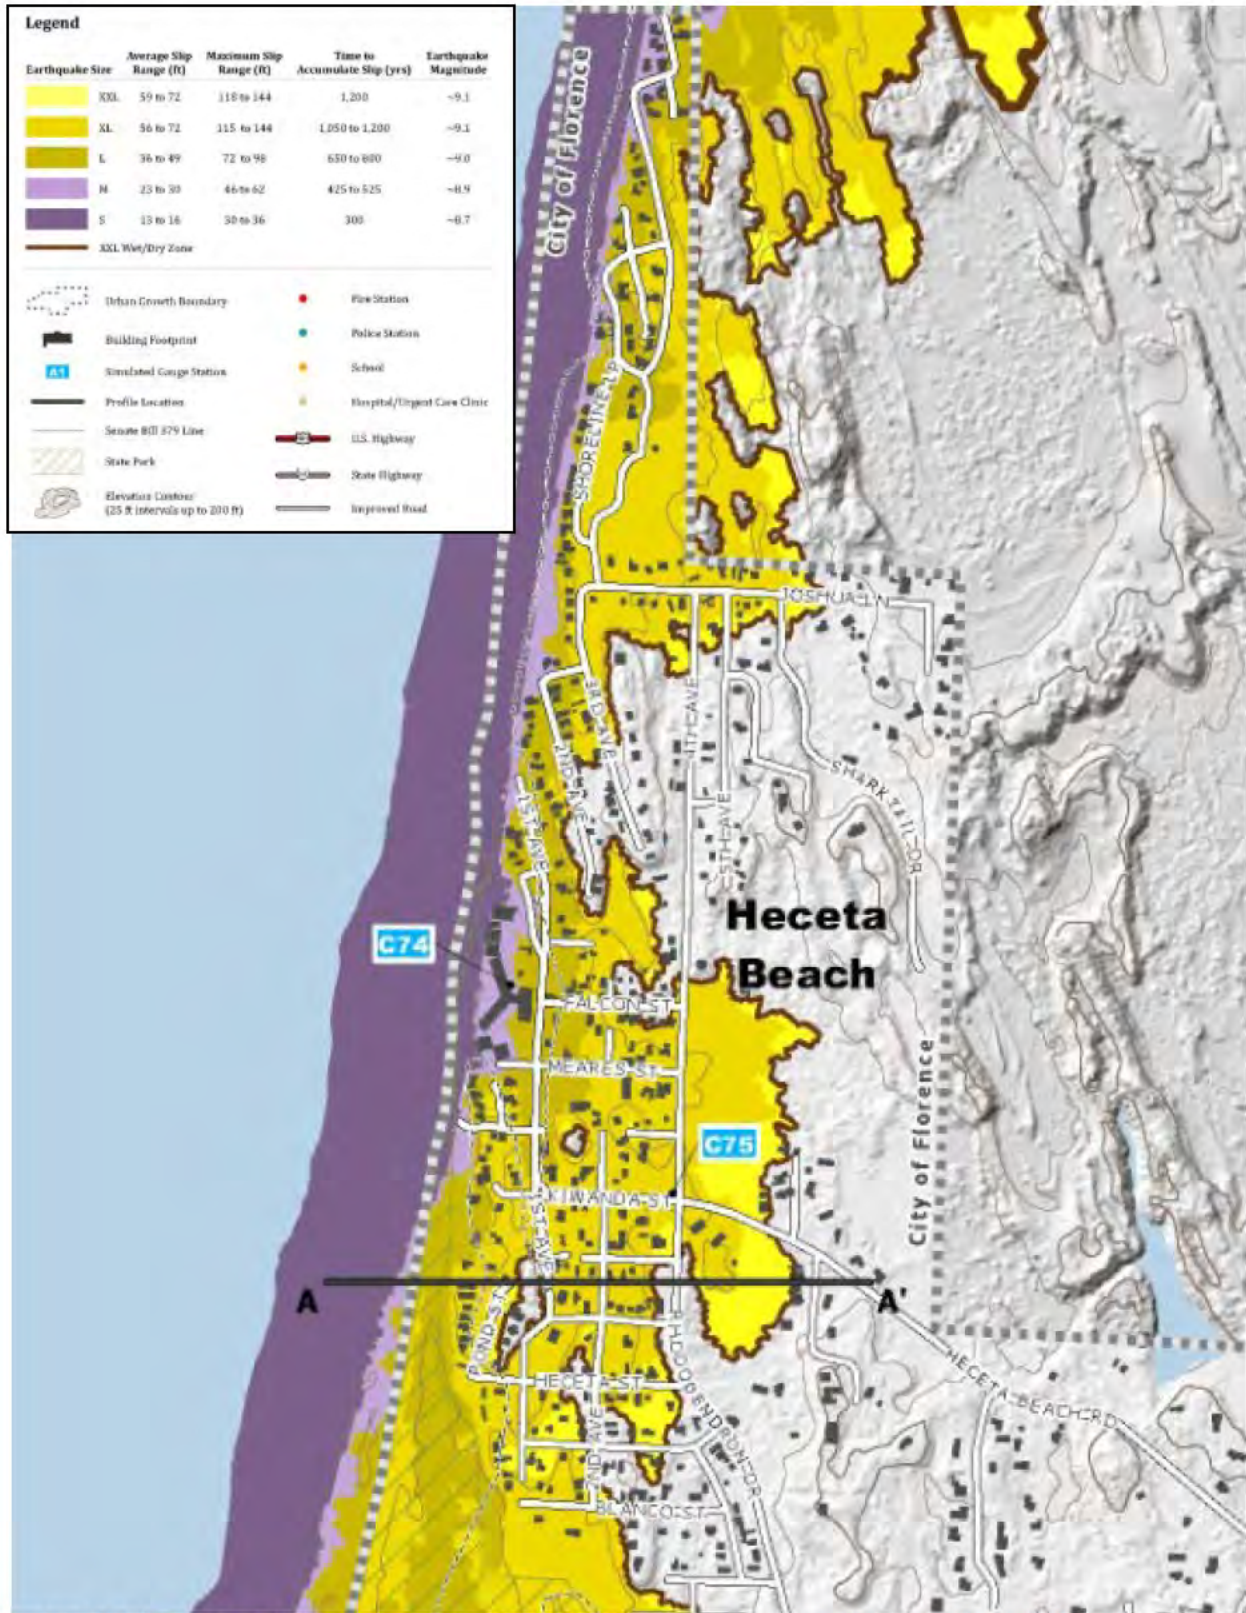 Legend
Earthquake Size Average Slip Range (ft) Maximum Slip Range (ft) Time to Accumulate Slip (yrs) Earthquake Magnitude
XXL 59 to 72 118 to 144 1,200 ~9.1
XL 56 to 72 115 to 144 1,050 to 1,200 ~9.1
L 36 to 49 72 to 98 650 to 800 ~9.0
M 23 to 30 46 to 62 425 to 525 ~8.9
S 13 to 16 30 to 36 300 ~8.7
XXL Wet/Dry Zone
Urban Growth Boundary
Fire Station
Building Footprint
Police Station
A1
Simulated Gauge Station
School
Profile Location
Hospital/Urgent Care Clinic
Senate Bill 379 Line
U.S. Highway
State Park
State Highway
Elevation Contour
(25 ft intervals up to 200 ft)
Improved Road
City of Florence
SHORELINE LP
JOSHUA LN
3RD AVE
2ND AVE
1ST AVE
4TH AVE
5TH AVE
SHARKTAIL DR
Heceta
Beach
C74
FALCON ST
MEARES ST
C75
City of Florence
KIWANDA ST
1ST AVE
A
A'
POND ST
HECETA ST
RHODODENDRON DR
HECETA BEACH RD
2ND AVE
BLANCO ST